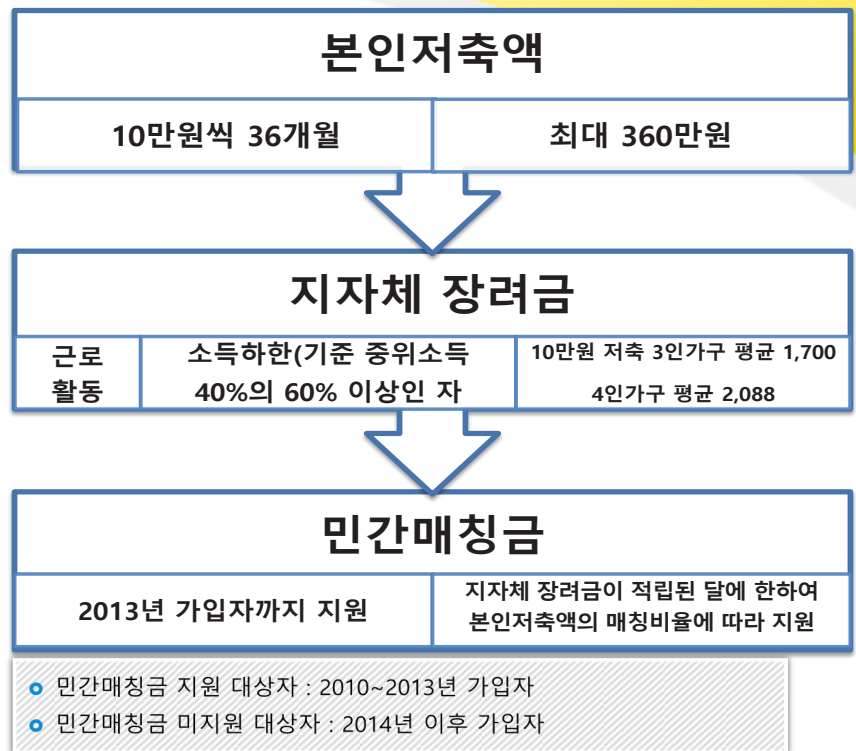 본인저축액
10만원씩 36개월
최대 360만원
지자체 장려금
근로
활동
소득하한(기준 중위소득
40%의 60% 이상인 자
10만원 저축 3인가구 평균 1,700
4인가구 평균 2,088
민간매칭금
2013년 가입자까지 지원
지자체 장려금이 적립된 달에 한하여
본인저축액의 매칭비율에 따라 지원
민간매칭금 지원 대상자 : 2010~2013년 가입자
민간매칭금 미지원 대상자 : 2014년 이후 가입자